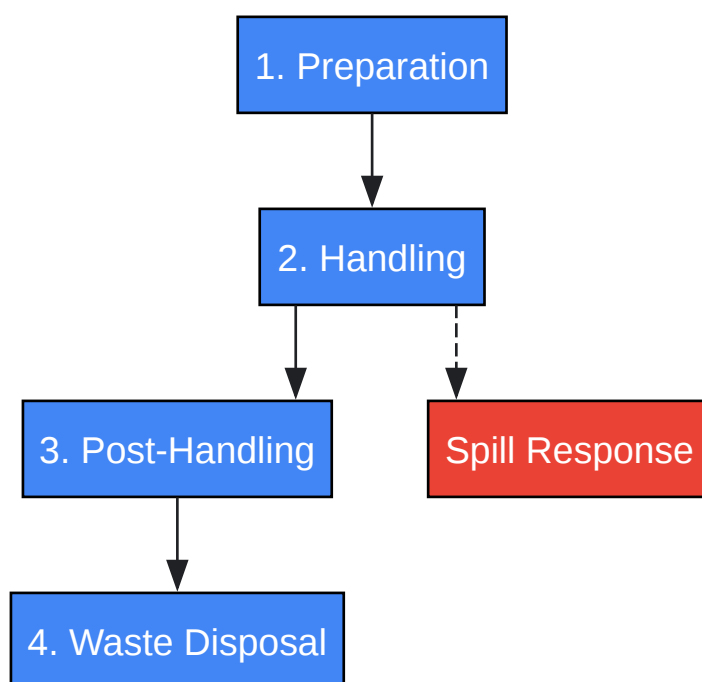 1. Preparation
2. Handling
3. Post-Handling
Spill Response
4. Waste Disposal